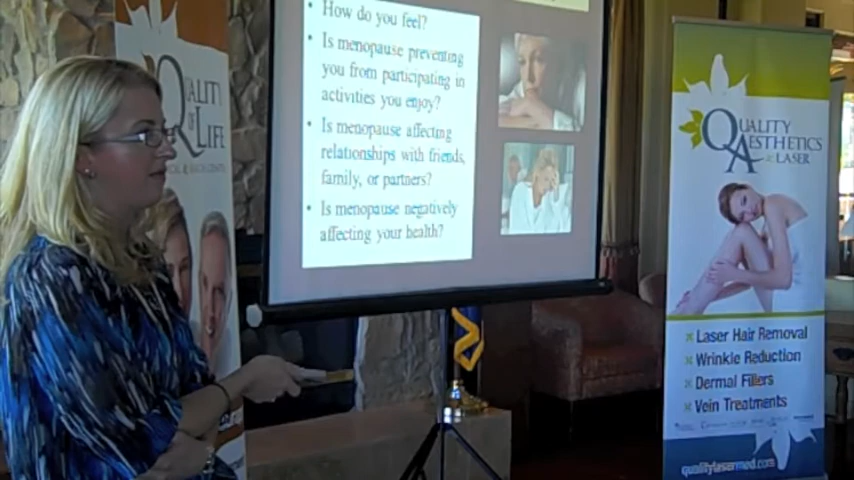 QUALITY
OF
LIFE
• How do you feel?
• Is menopause preventing
you from participating in
activities you enjoy?
• Is menopause affecting
relationships with friends,
family, or partners?
• Is menopause negatively
affecting your health?
QUALITY
AESTHETICS
& LASER
Laser Hair Removal
Wrinkle Reduction
Dermal Fillers
Vein Treatments
qualitylasermed.com